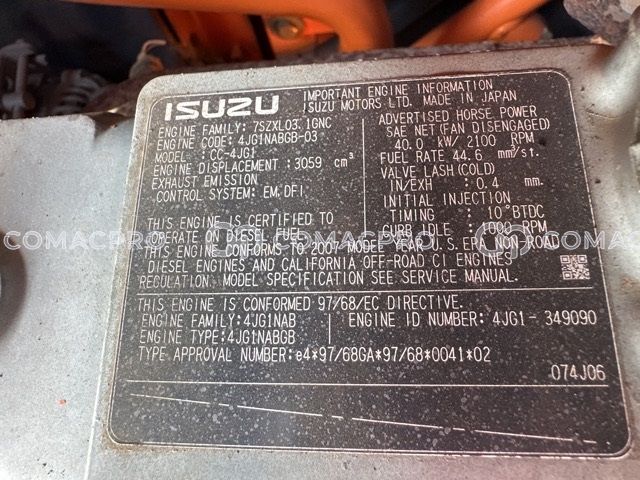 ISUZU
IMPORTANT ENGINE INFORMATION
ISUZU MOTORS LTD. MADE IN JAPAN
ENGINE FAMILY: 7SZXL03.1GNC
ENGINE CODE: 4JG1NABGB-03
MODEL: CC-4JG1
ENGINE DISPLACEMENT: 3059 cm³
EXHAUST EMISSION
CONTROL SYSTEM: EM,DFI,
THIS ENGINE IS CERTIFIED TO
OPERATE ON DIESEL FUEL.
ADVERTISED HORSE POWER
SAE NET(FAN DISENGAGED)
40.0 kW/ 2100 RPM
FUEL RATE 44.6 mm³/st.
VALVE LASH(COLD)
IN/EXH : 0.4 mm.
INITIAL INJECTION
TIMING : 10°BTDC
CURB IDLE : RPM
THIS ENGINE CONFORMS TO 2007 MODEL YEAR U.S.EPA NON-ROAD
DIESEL ENGINES AND CALIFORNIA OFF-ROAD CI ENGINES
REGULATION. MODEL SPECIFICATION SEE SERVICE MANUAL.
THIS ENGINE IS CONFORMED 97/68/EC DIRECTIVE.
ENGINE FAMILY:4JG1NAB
ENGINE ID NUMBER: 4JG1- 349090
ENGINE TYPE:4JG1NABGB
TYPE APPROVAL NUMBER:e4*97/68GA*97/68*0041*02
074J06
COMACPRO
COMACPRO